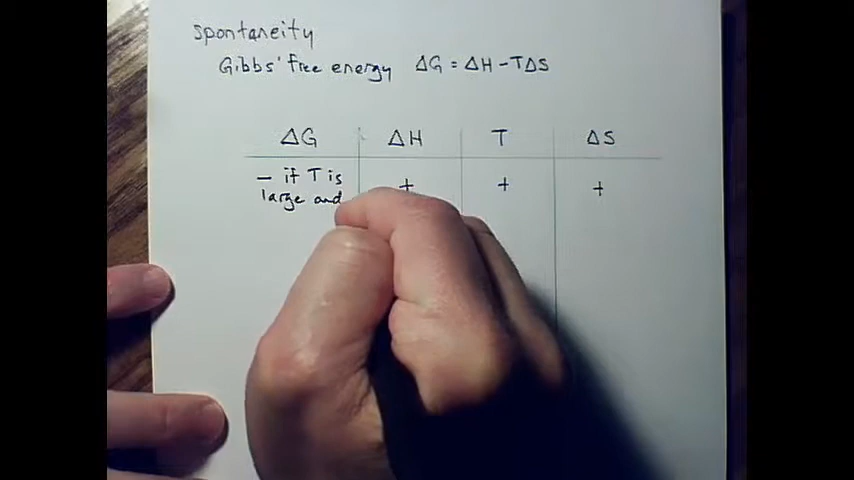 spontaneity
Gibbs' free energy ΔG = ΔH - TΔS
ΔG ΔH T ΔS
- if T is + + +
large and